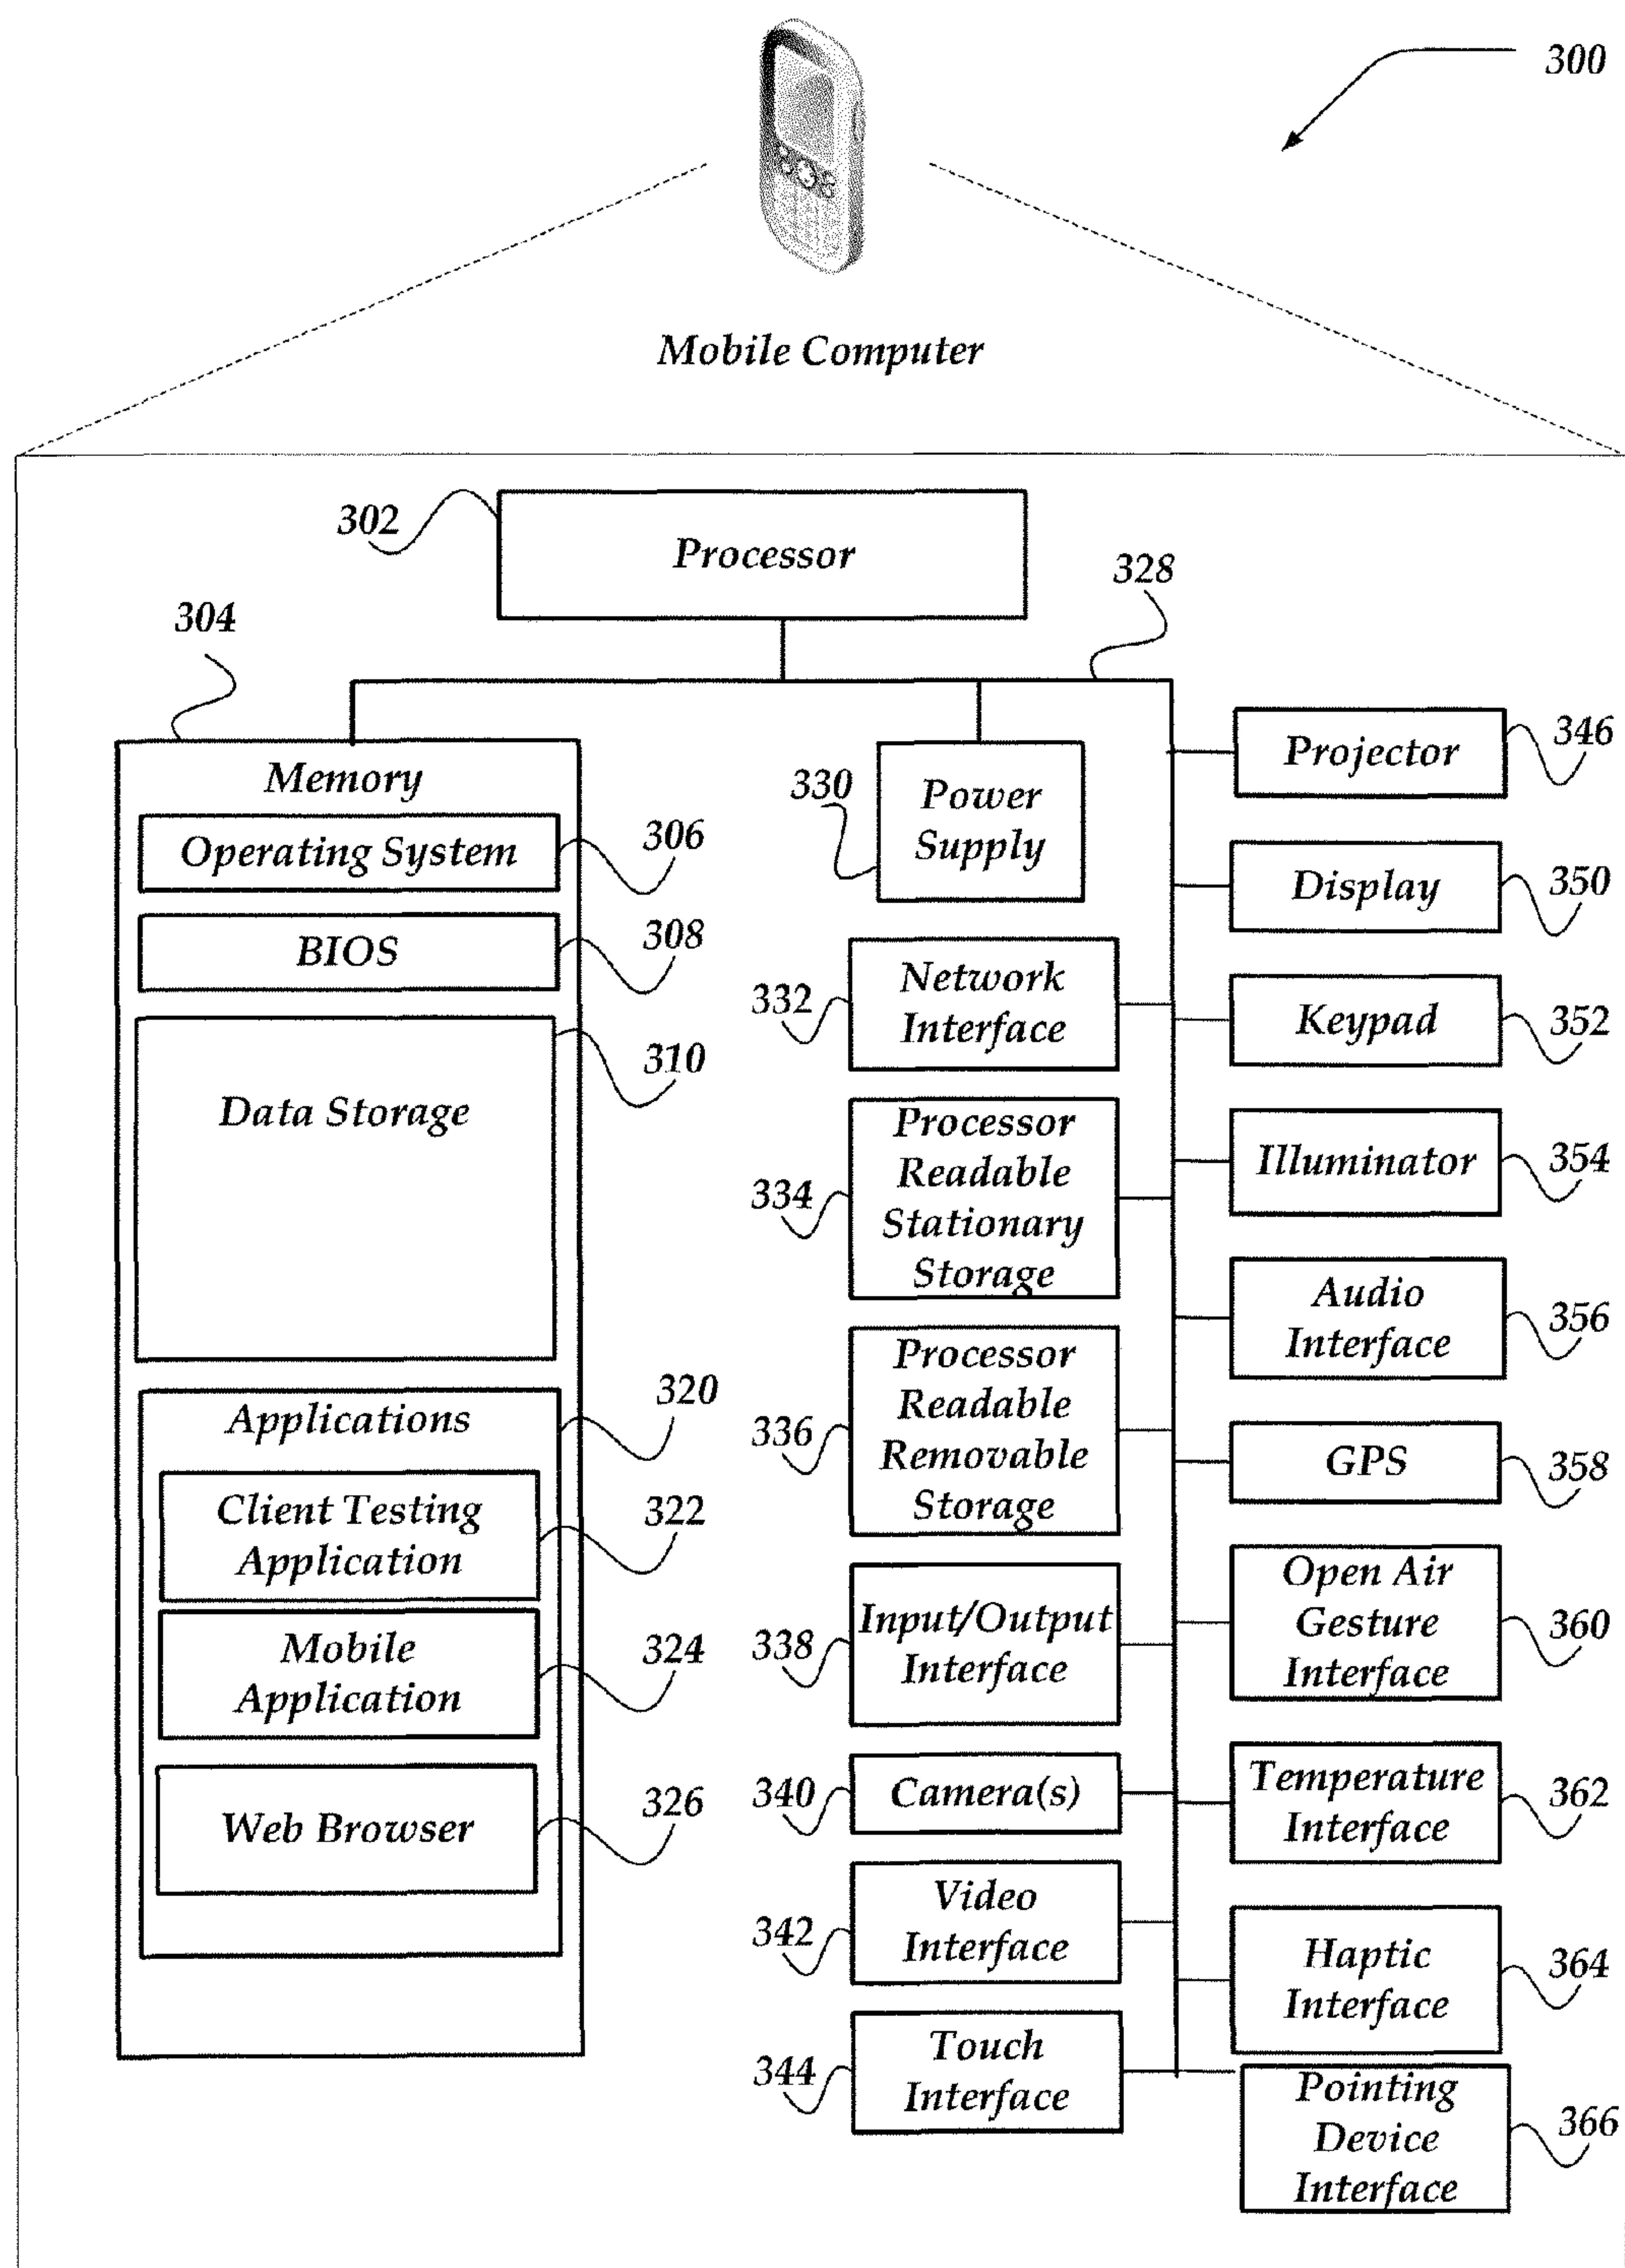 300
Mobile Computer
302
Processor
328
304
Memory
Operating System
306
BIOS
308
Data Storage
310
Applications
320
Client Testing
Application
322
Mobile
Application
324
Web Browser
326
330
Power
Supply
332
Network
Interface
334
Processor
Readable
Stationary
Storage
336
Processor
Readable
Removable
Storage
338
Input/Output
Interface
340
Camera(s)
342
Video
Interface
344
Touch
Interface
Projector
346
Display
350
Keypad
352
Illuminator
354
Audio
Interface
356
GPS
358
Open Air
Gesture
Interface
360
Temperature
Interface
362
Haptic
Interface
364
Pointing
Device
Interface
366